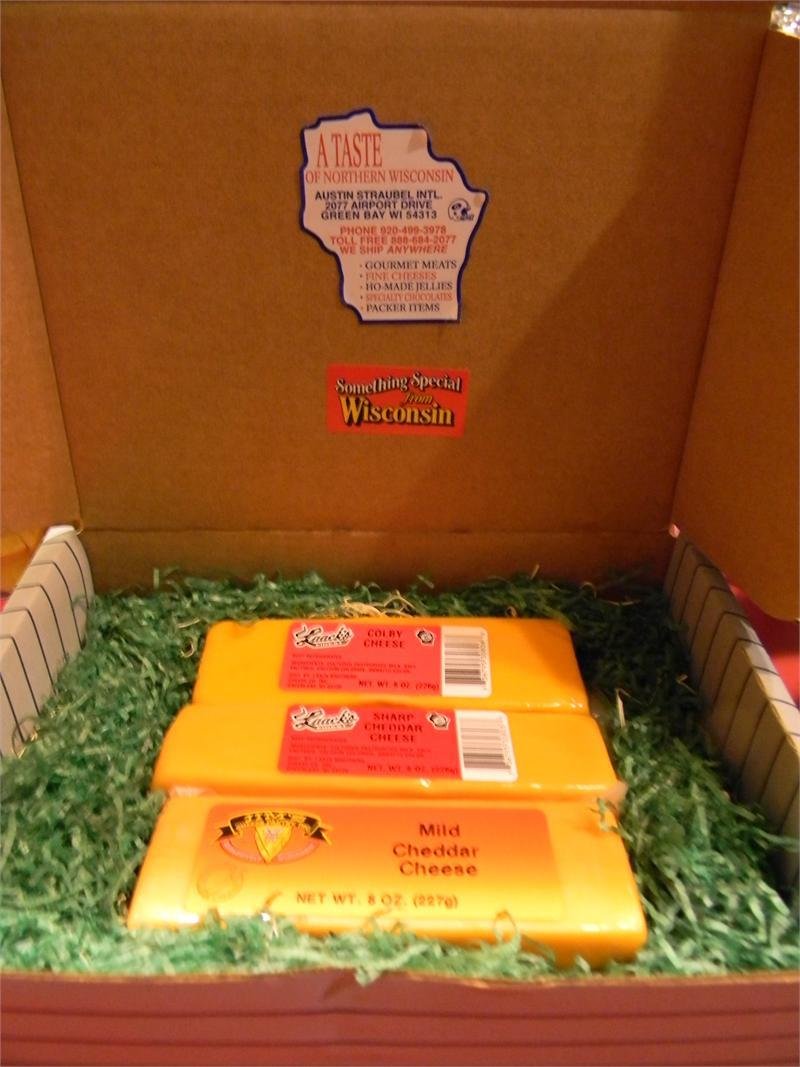 A TASTE
OF NORTHERN WISCONSIN
AUSTIN STRAUBEL INTL.
2077 AIRPORT DRIVE
GREEN BAY WI 54313
PHONE 920-499-3978
TOLL FREE 888-684-2077
WE SHIP ANYWHERE
· GOURMET MEATS
· FINE CHEESES
· HO-MADE JELLIES
· SPECIALTY CHOCOLATES
· PACKER ITEMS
Something Special
from
Wisconsin
Laack's
COLBY
CHEESE
NET. WT. 8 OZ. (226g)
Laack's
SHARP
CHEDDAR
CHEESE
NET. WT. 8 OZ. (226g)
JIM'S
Mild
Cheddar
Cheese
NET WT. 8 OZ. (227g)